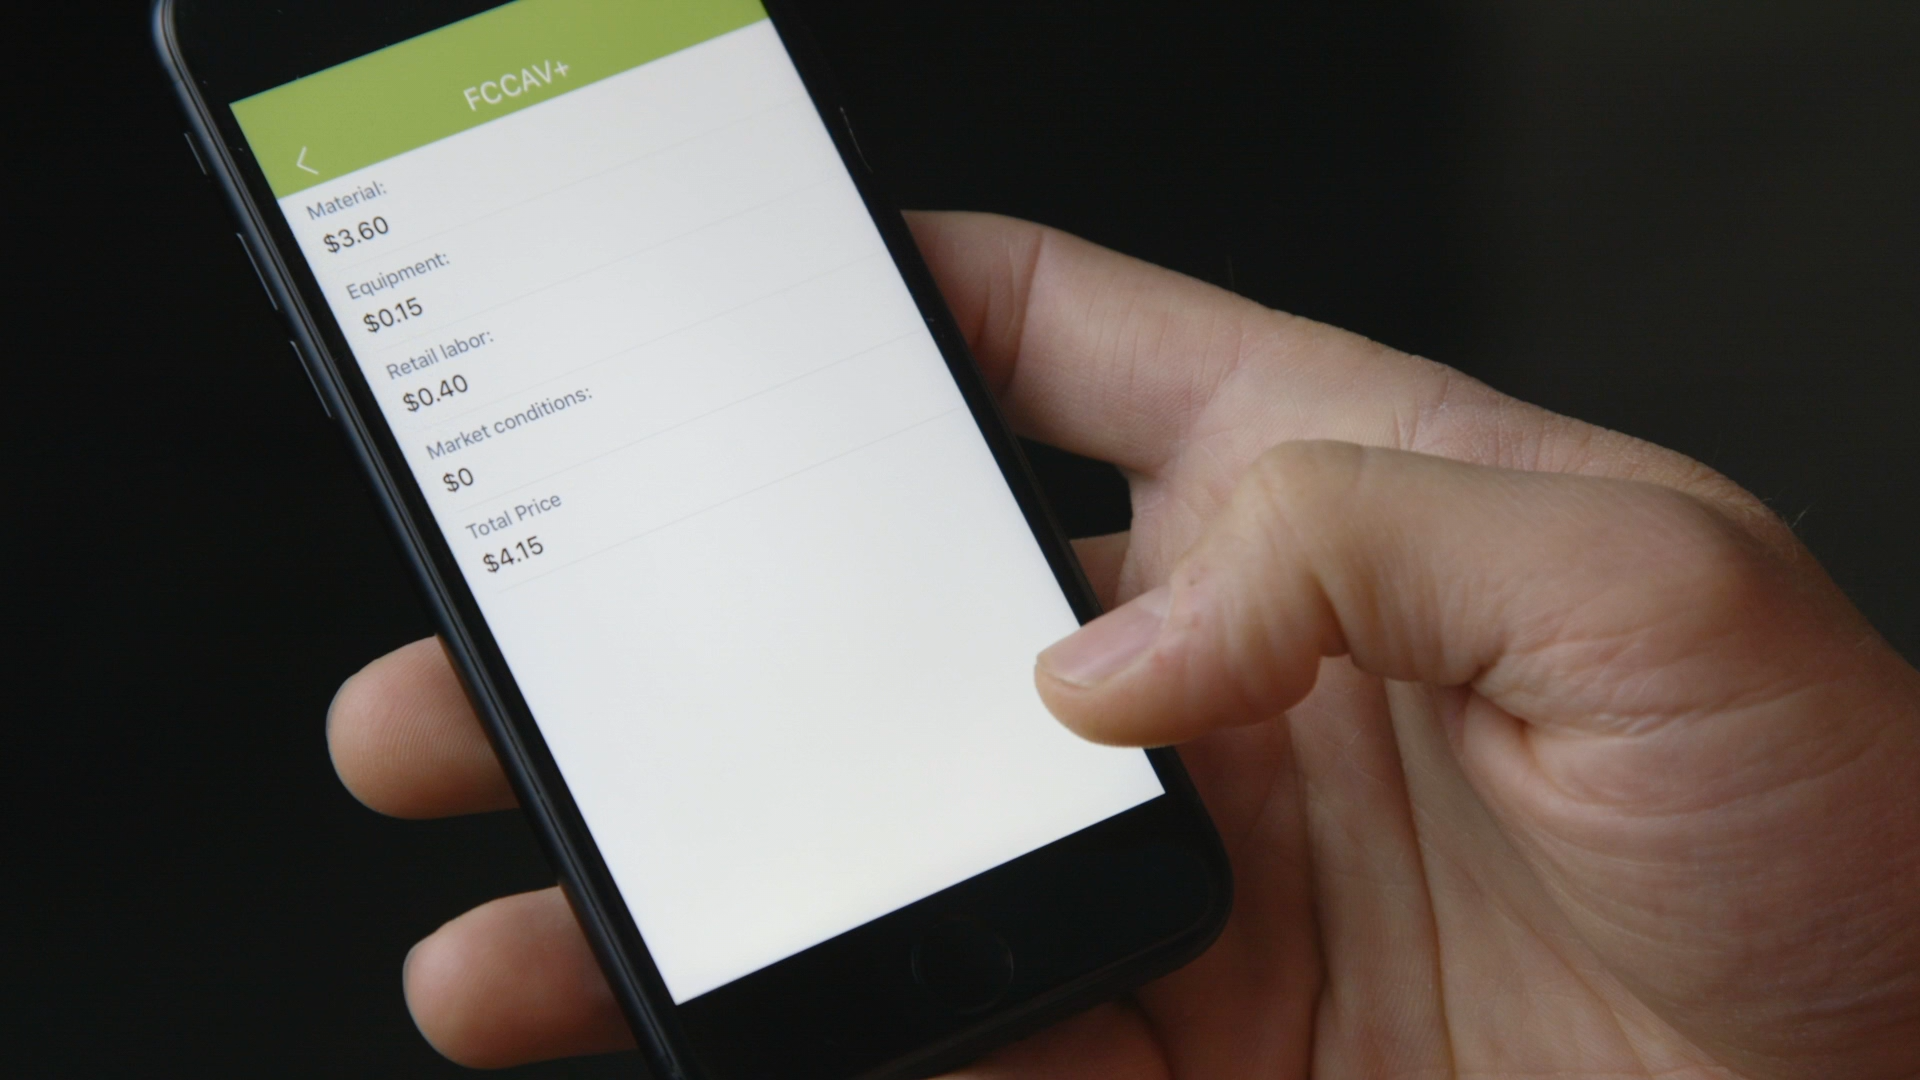 FCCAV+
Material:
$3.60
Equipment:
$0.15
Retail labor:
$0.40
Market conditions:
$0
Total Price
$4.15